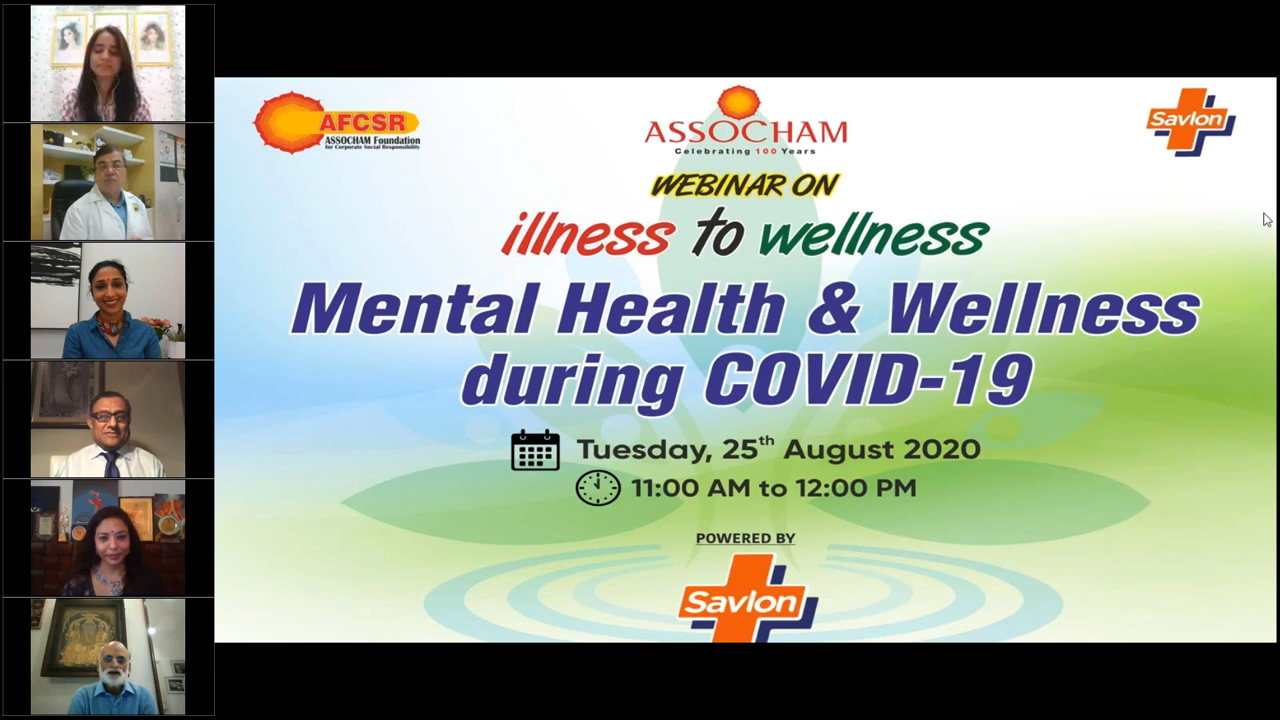 AFCSR
ASSOCHAM Foundation
for Corporate Social Responsibility
ASSOCHAM
Celebrating 100 Years
Savlon
WEBINAR ON
illness to wellness
Mental Health & Wellness
during COVID-19
Tuesday, 25th August 2020
11:00 AM to 12:00 PM
POWERED BY
Savlon